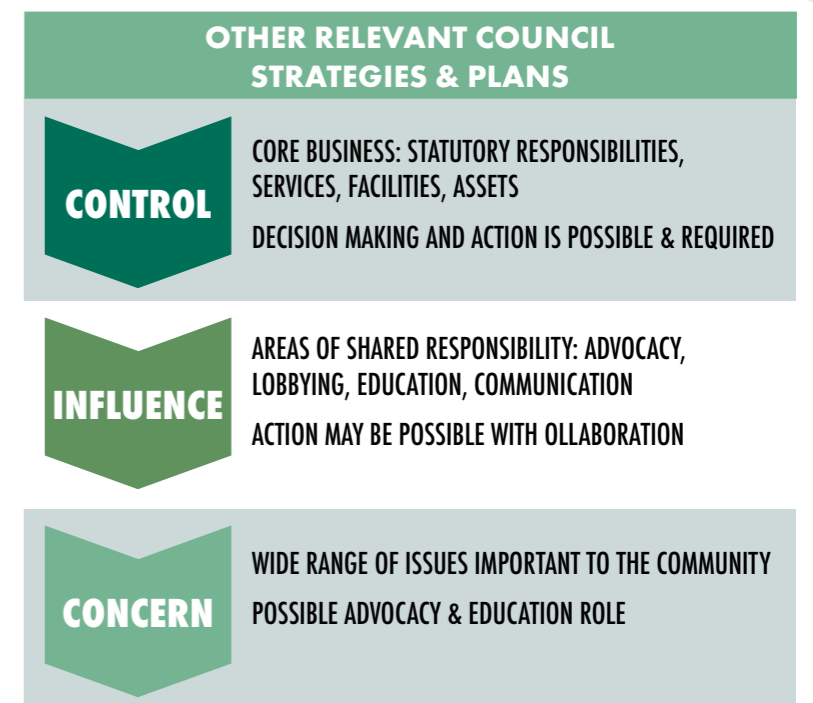 OTHER RELEVANT COUNCIL
STRATEGIES & PLANS
CONTROL
CORE BUSINESS: STATUTORY RESPONSIBILITIES,
SERVICES, FACILITIES, ASSETS
DECISION MAKING AND ACTION IS POSSIBLE & REQUIRED
INFLUENCE
AREAS OF SHARED RESPONSIBILITY: ADVOCACY,
LOBBYING, EDUCATION, COMMUNICATION
ACTION MAY BE POSSIBLE WITH OLLABORATION
CONCERN
WIDE RANGE OF ISSUES IMPORTANT TO THE COMMUNITY
POSSIBLE ADVOCACY & EDUCATION ROLE